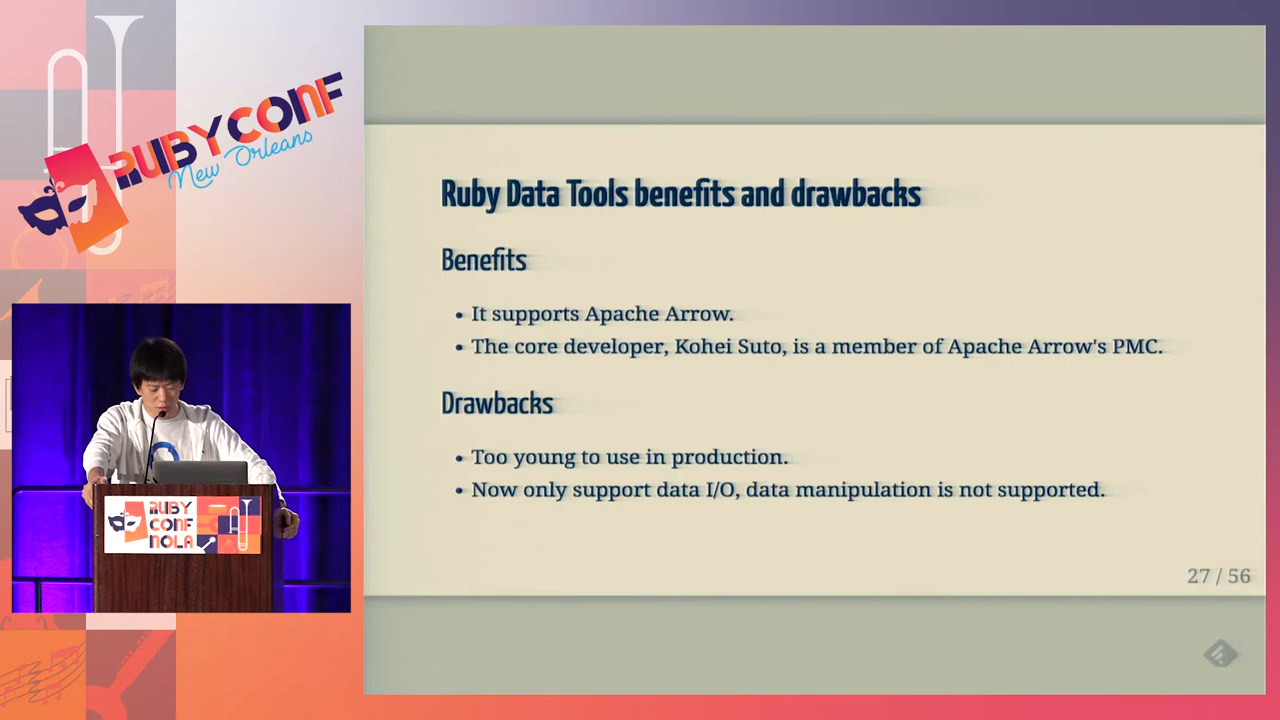 RUBYCONF
New Orleans
Ruby Data Tools benefits and drawbacks
Benefits
• It supports Apache Arrow.
• The core developer, Kohei Suto, is a member of Apache Arrow's PMC.
Drawbacks
• Too young to use in production.
• Now only support data I/O, data manipulation is not supported.
27 / 56
RUBY
CONF
NOLA